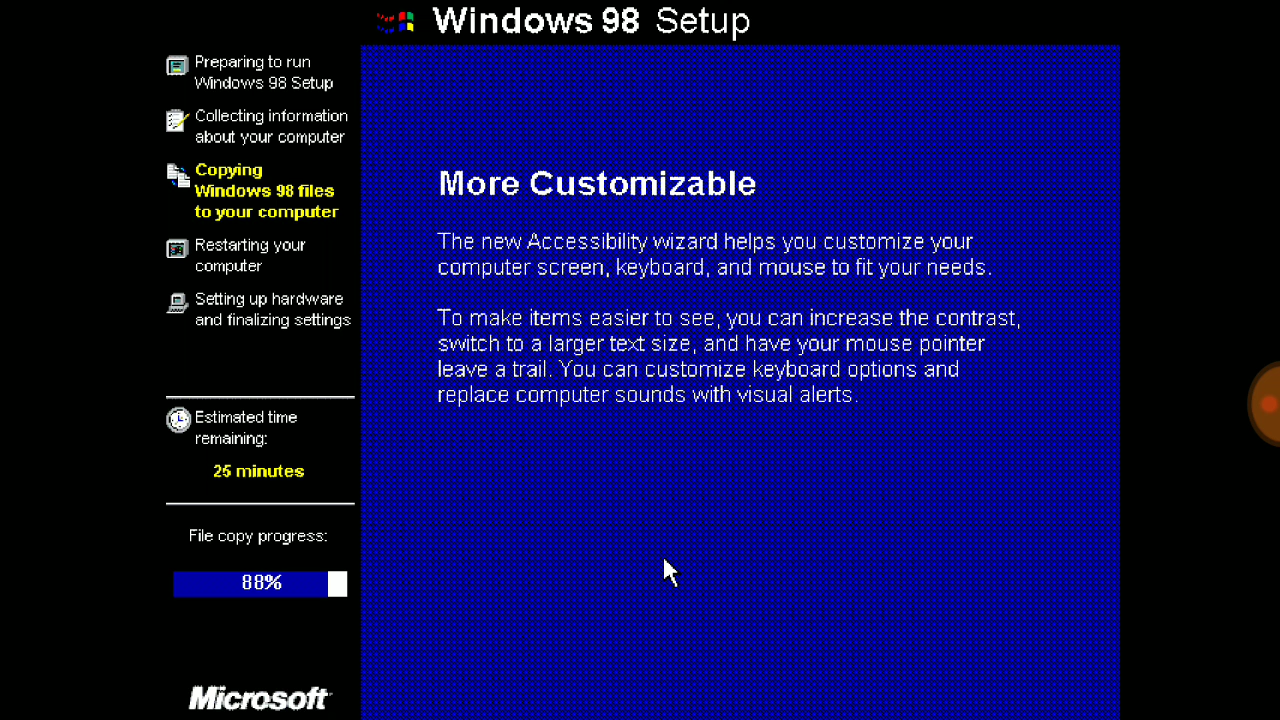 Windows 98 Setup
Preparing to run
Windows 98 Setup
Collecting information
about your computer
Copying
Windows 98 files
to your computer
Restarting your
computer
Setting up hardware
and finalizing settings
Estimated time
remaining:
25 minutes
File copy progress:
88%
Microsoft
More Customizable
The new Accessibility wizard helps you customize your
computer screen, keyboard, and mouse to fit your needs.
To make items easier to see, you can increase the contrast,
switch to a larger text size, and have your mouse pointer
leave a trail. You can customize keyboard options and
replace computer sounds with visual alerts.